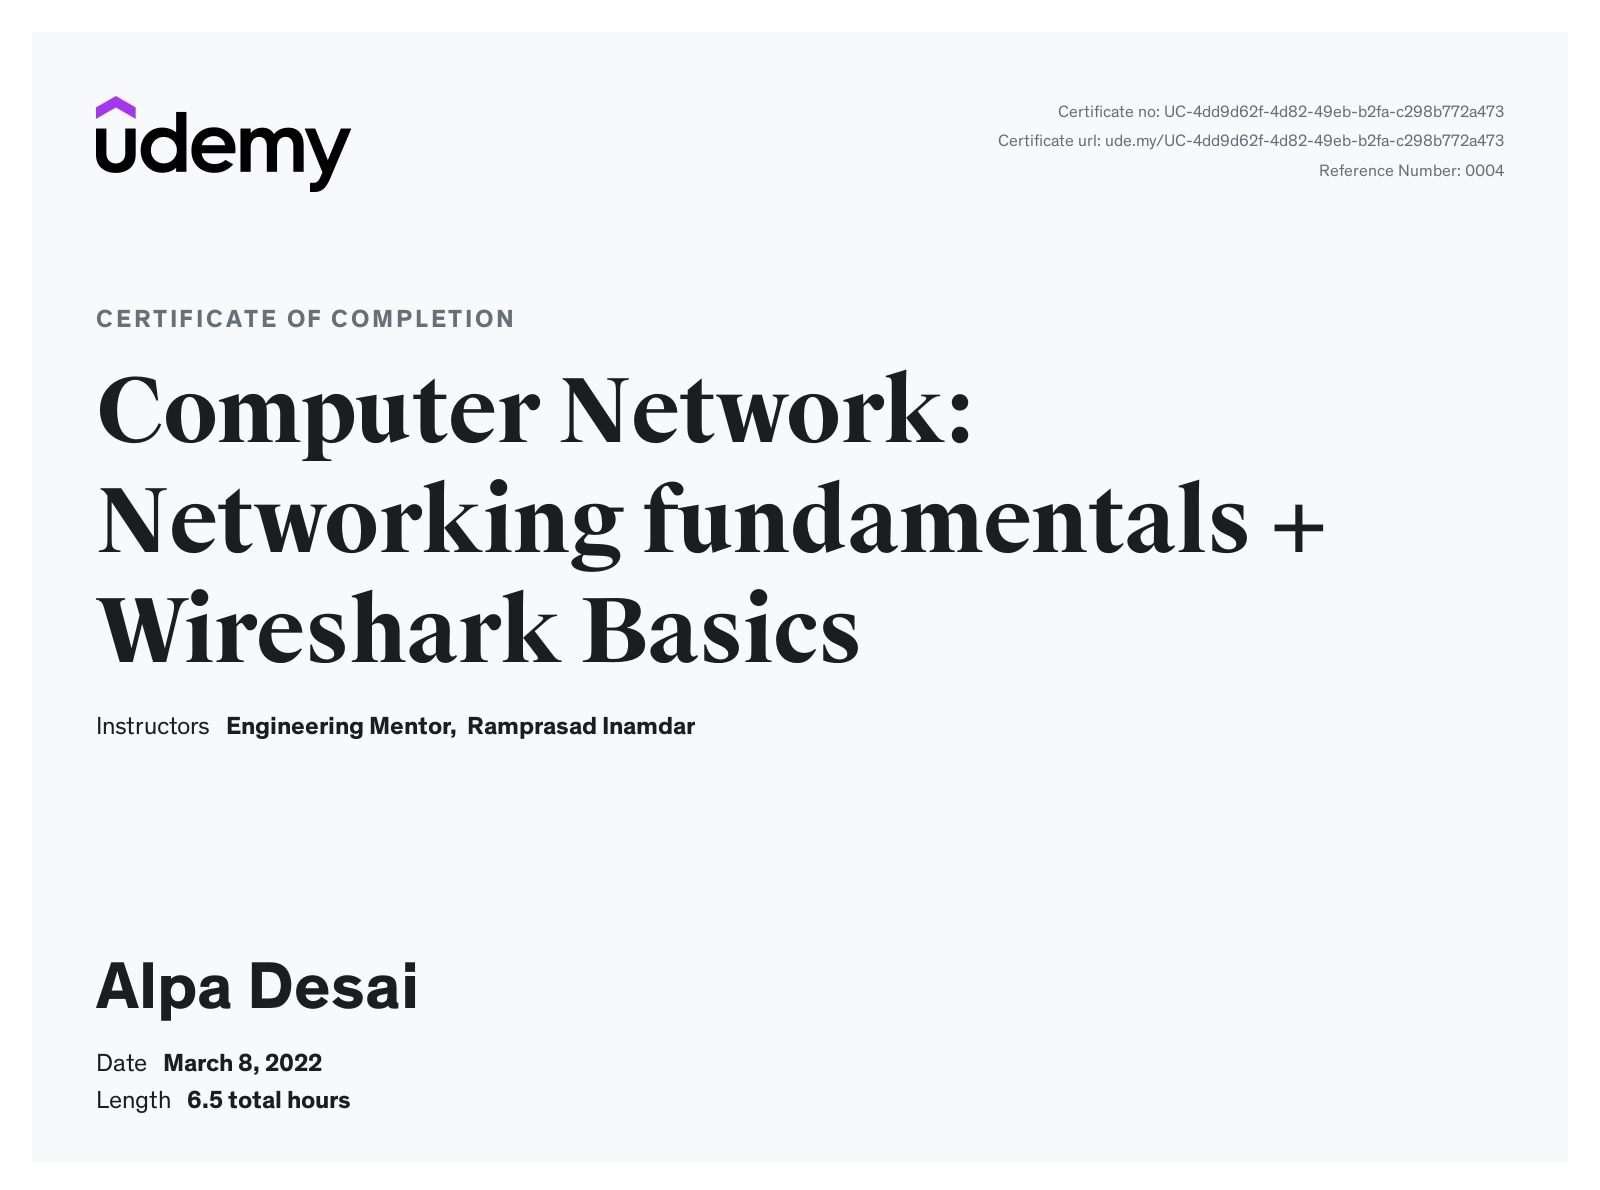 udemy
Certificate no: UC-4dd9d62f-4d82-49eb-b2fa-c298b772a473
Certificate url: ude.my/UC-4dd9d62f-4d82-49eb-b2fa-c298b772a473
Reference Number: 0004
CERTIFICATE OF COMPLETION
Computer Network:
Networking fundamentals +
Wireshark Basics
Instructors Engineering Mentor, Ramprasad Inamdar
Alpa Desai
Date March 8, 2022
Length 6.5 total hours